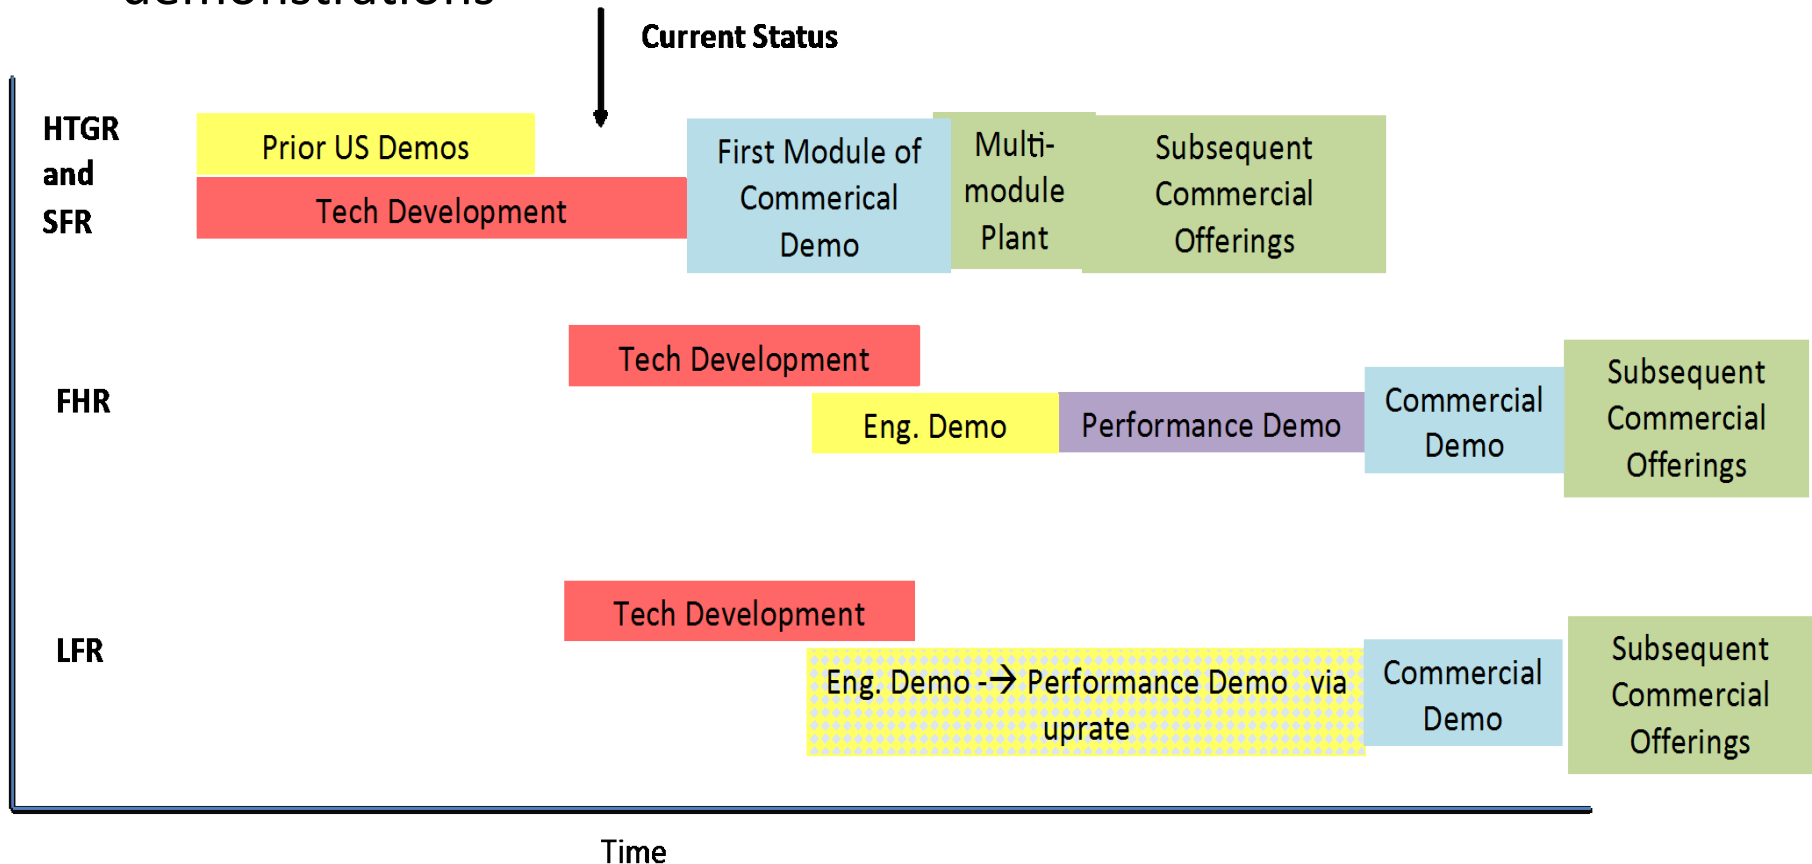 demonstrations
Current Status
HTGR
and
SFR
Prior US Demos
Tech Development
First Module of
Commerical
Demo
Multi-
module
Plant
Subsequent
Commercial
Offerings
FHR
Tech Development
Eng. Demo
Performance Demo
Commercial
Demo
Subsequent
Commercial
Offerings
LFR
Tech Development
Eng. Demo -→ Performance Demo via
uprate
Commercial
Demo
Subsequent
Commercial
Offerings
Time